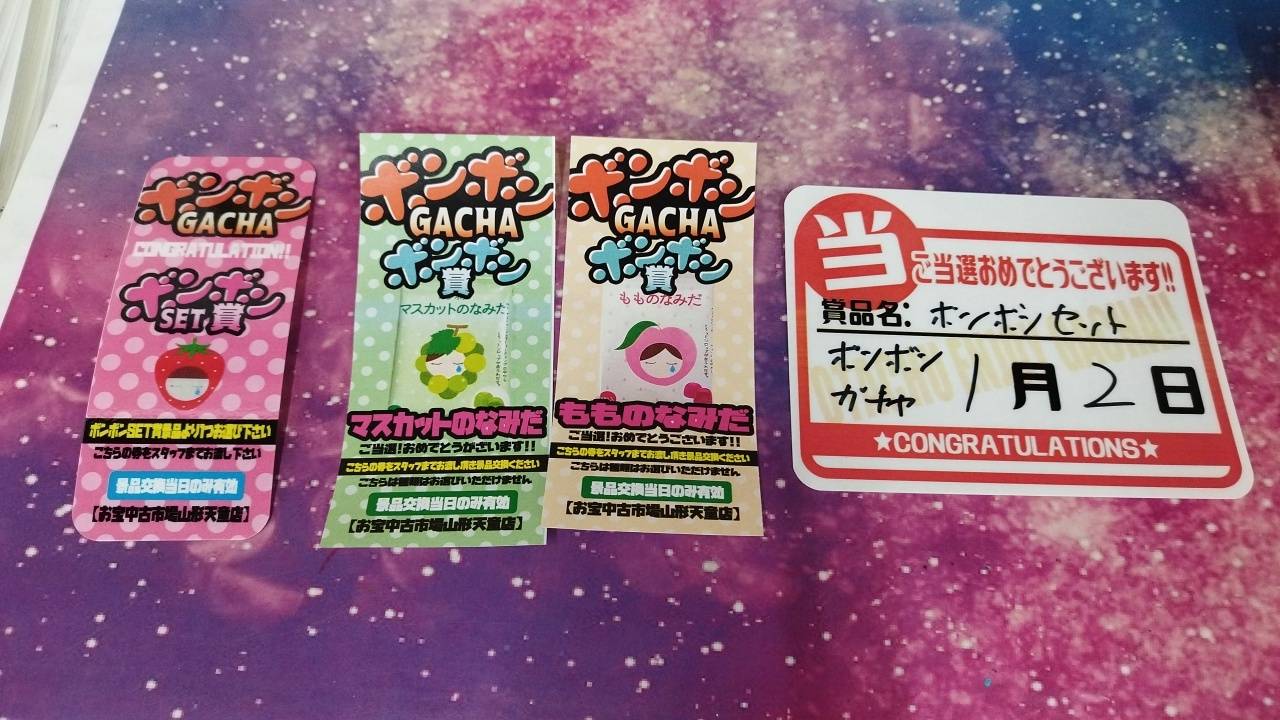 ボンボン
GACHA
CONGRATULATION!!
ボンボン
SET賞
ボンボンSET賞景品より1つお選び下さい
こちらの券をスタッフまでお渡し下さい
景品交換当日のみ有効
【お宝中古市場山形天童店】
ボンボン
GACHA
ボンボン
賞
マスカットのなみだ
マスカットのなみだ
ご当選!おめでとうございます!!
こちらの券をスタッフまでお渡し頂き景品交換ください
こちらは種類はお選びいただけません
景品交換当日のみ有効
【お宝中古市場山形天童店】
ボンボン
GACHA
ボンボン
賞
もものなみだ
もものなみだ
ご当選!おめでとうございます!!
こちらの券をスタッフまでお渡し頂き景品交換ください
こちらは種類はお選びいただけません
景品交換当日のみ有効
【お宝中古市場山形天童店】
当
ご当選おめでとうございます!!
賞品名: ボンボンセット
ボンボン
ガチャ
1月2日
★CONGRATULATIONS★